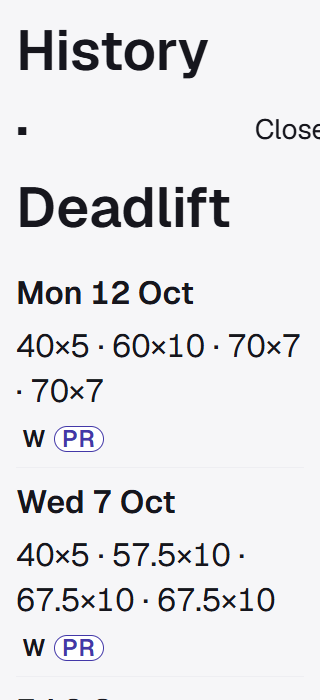 History
▪ Close
Deadlift
Mon 12 Oct
40×5 · 60×10 · 70×7
· 70×7
W PR
Wed 7 Oct
40×5 · 57.5×10 ·
67.5×10 · 67.5×10
W PR